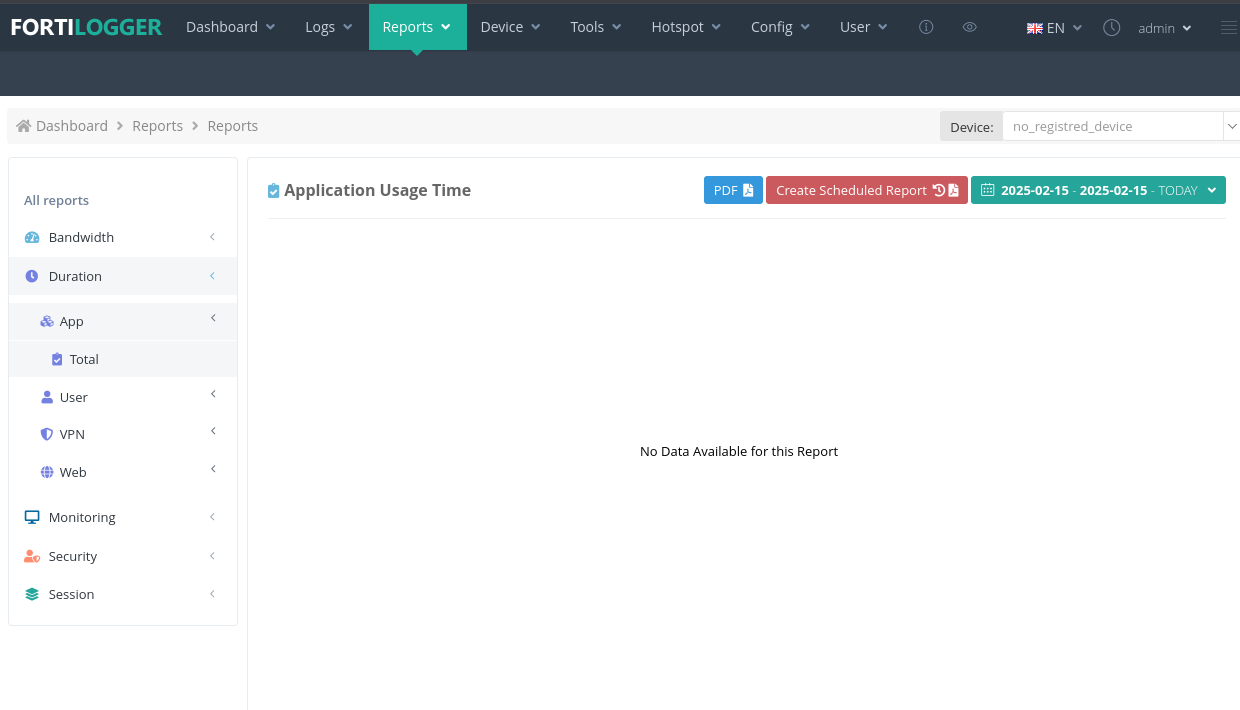 FORTILOGGER Dashboard Logs Reports Device Tools Hotspot Config User EN admin
Dashboard Reports Reports Device: no_registred_device
All reports
Bandwidth
Duration
App
Total
User
VPN
Web
Monitoring
Security
Session
Application Usage Time PDF Create Scheduled Report 2025-02-15 - 2025-02-15 - TODAY
No Data Available for this Report